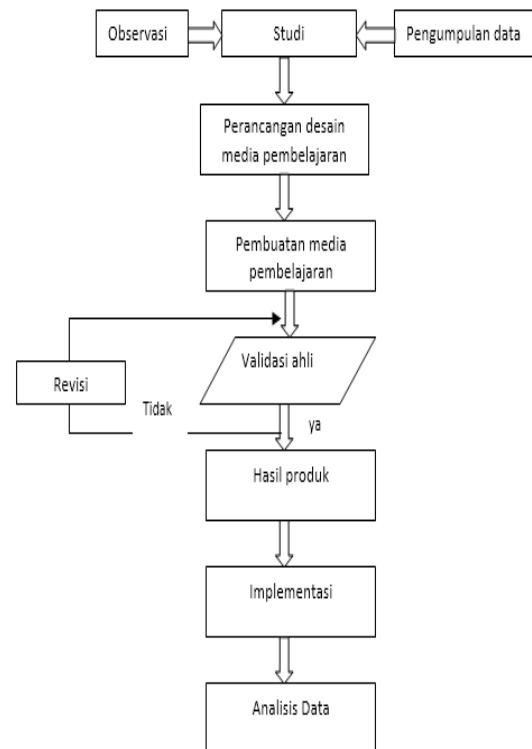 Observasi
Studi
Pengumpulan data
Perancangan desain
media pembelajaran
Pembuatan media
pembelajaran
Validasi ahli
Revisi
Tidak
ya
Hasil produk
Implementasi
Analisis Data